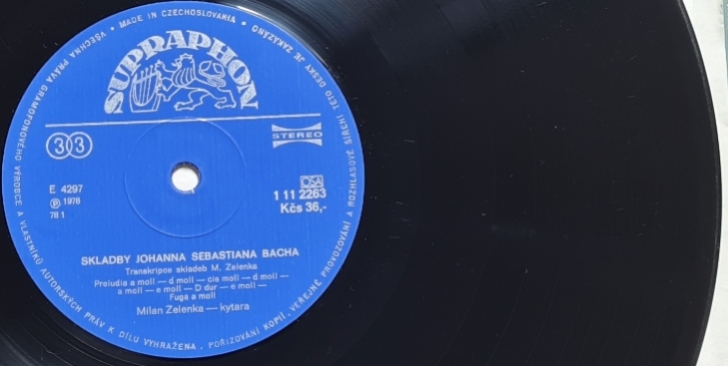 VŠECHNA PRÁVA GRAMOFONOVÉHO VÝROBCE A VLASTNÍKŮ AUTORSKÝCH PRÁV K DÍLU VYHRAŽENA. POŘIZOVÁNÍ KOPIÍ, VEŘEJNÉ PROVOZOVÁNÍ A ROZHLASOVÉ ŠÍŘENÍ TÉTO DESKY JE ZAKÁZÁNO • MADE IN CZECHOSLOVAKIA •
SUPRAPHON
33
STEREO
E 4297
℗ 1978
78 1
OSA
1 11 2263
Kčs 36,-
SKLADBY JOHANNA SEBASTIANA BACHA
Transkripce skladeb M. Zelenka
Preludia a moll — d moll — cis moll — d moll —
a moll — e moll — D dur — e moll —
Fuga a moll
Milan Zelenka — kytara